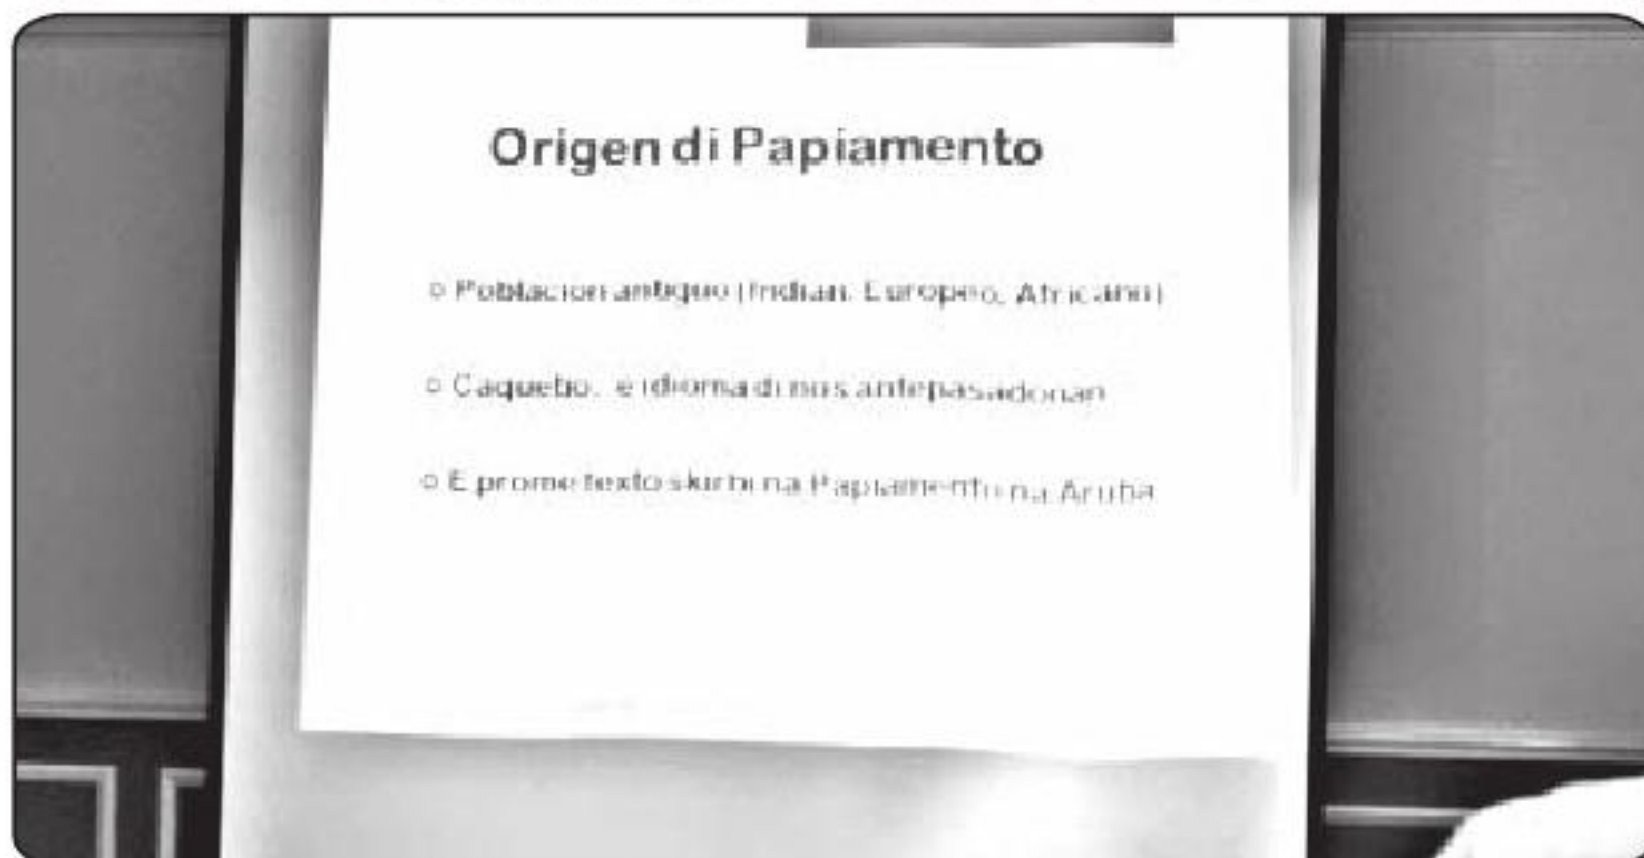 Origen di Papiamento
o Poblacion antiguo (Indian, Europeo, Africano)
o Caquetio, e idioma di nos antepasadonan
o E prome texto skirbi na Papiamento na Aruba